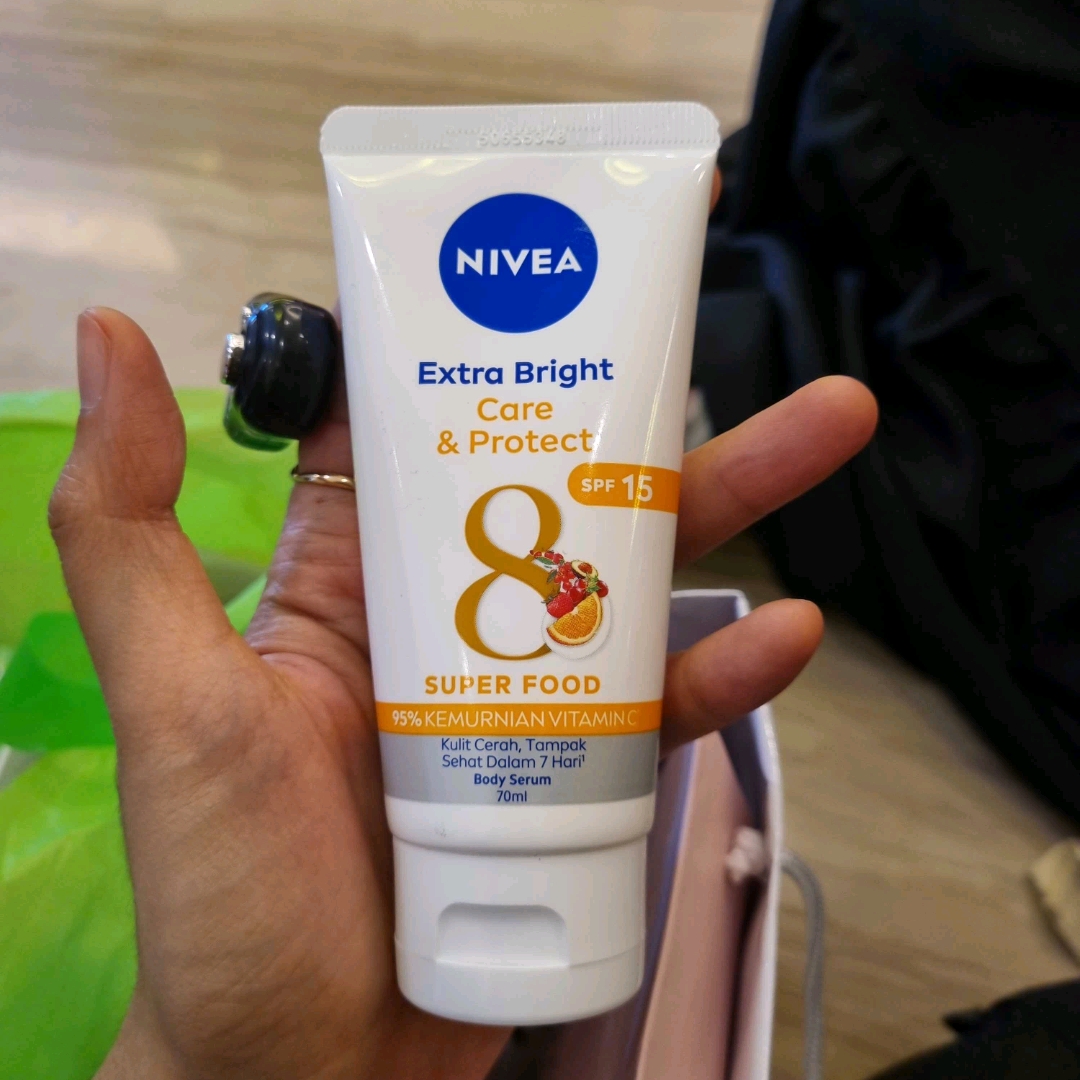 NIVEA
Extra Bright
Care
& Protect
SPF 15
8
SUPER FOOD
95% KEMURNIAN VITAMIN C
Kulit Cerah, Tampak
Sehat Dalam 7 Hari¹
Body Serum
70ml